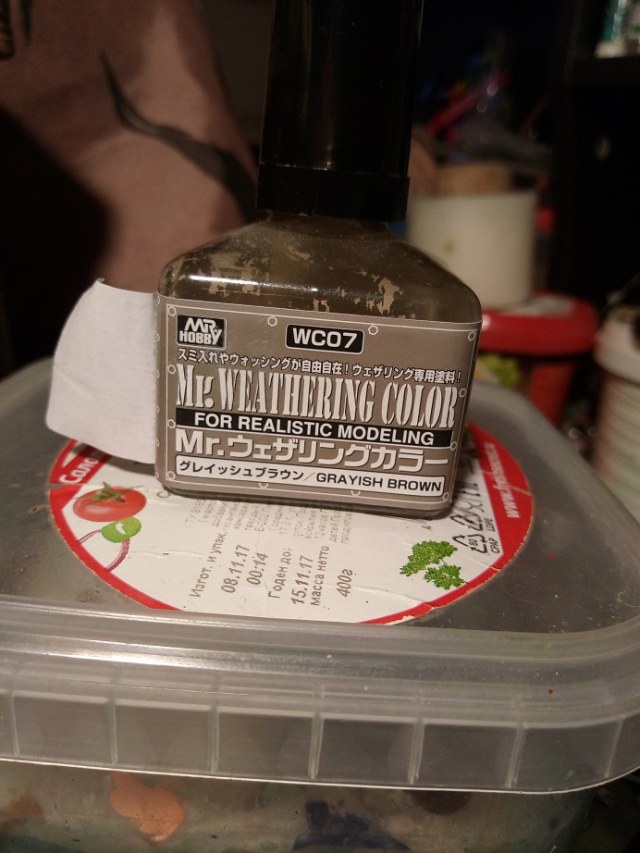 MR
HOBBY
WC07
スミ入れやウォッシングが自由自在!ウェザリング専用塗料!
Mr. WEATHERING COLOR
FOR REALISTIC MODELING
Mr.ウェザリングカラー
グレイッシュブラウン/GRAYISH BROWN
Сала
Изгот. и упак.
08.11.17
00:14
Годен до:
15.11.17
масса нетто
400г